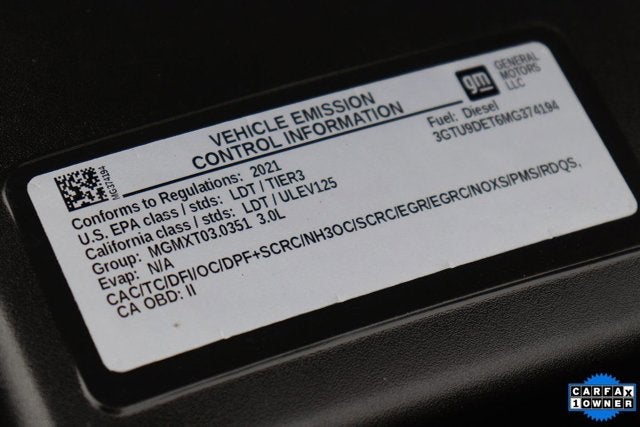 VEHICLE EMISSION
CONTROL INFORMATION
gm GENERAL
MOTORS
LLC
MG374194
Fuel: Diesel
3GTU9DET6MG374194
Conforms to Regulations: 2021
U.S. EPA class / stds: LDT / TIER3
California class / stds: LDT / ULEV125
Group: MGMXT03.0351 3.0L
Evap: N/A
CAC/TC/DFI/OC/DPF+SCRC/NH3OC/SCRC/EGR/EGRC/NOXS/PMS/RDQS,
CA OBD: II
CARFAX
1 OWNER